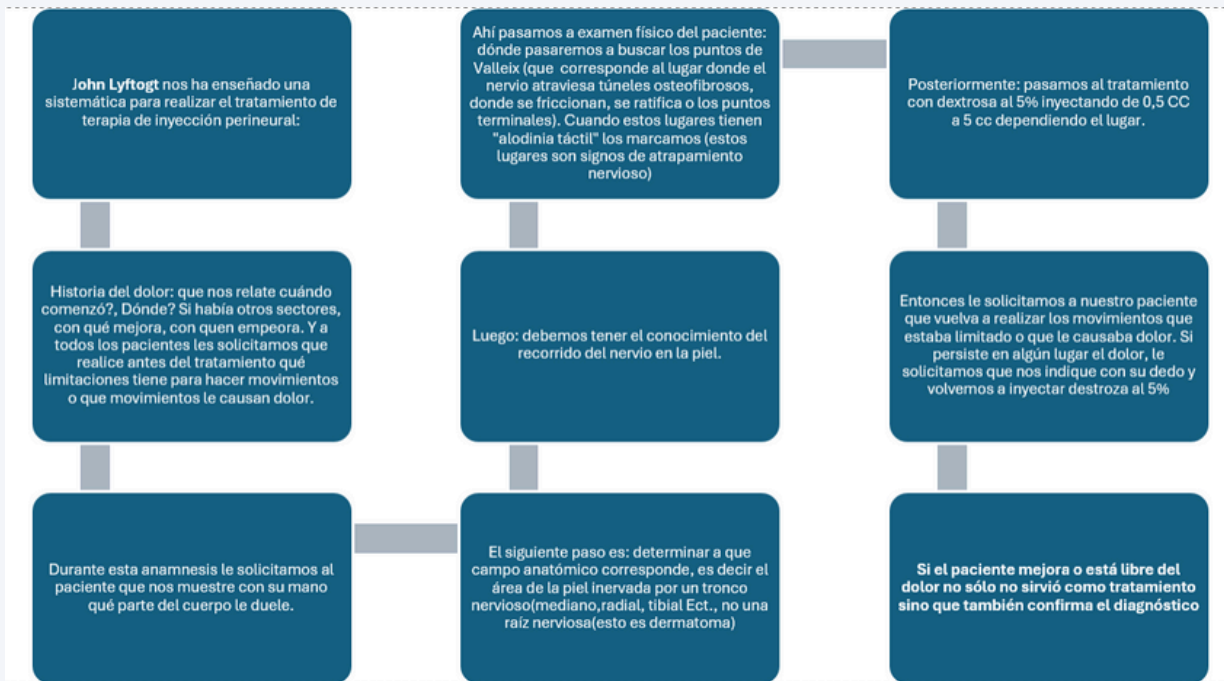 John Lyftogt nos ha enseñado una
sistemática para realizar el tratamiento de
terapia de inyección perineural:
Historia del dolor: que nos relate cuándo
comenzó?, Dónde? Si había otros sectores,
con qué mejora, con quen empeora. Y a
todos los pacientes les solicitamos que
realice antes del tratamiento qué
limitaciones tiene para hacer movimientos
o que movimientos le causan dolor.
Durante esta anamnesis le solicitamos al
paciente que nos muestre con su mano
qué parte del cuerpo le duele.
El siguiente paso es: determinar a que
campo anatómico corresponde, es decir el
área de la piel inervada por un tronco
nervioso(mediano,radial, tibial Ect., no una
raíz nerviosa(esto es dermatoma)
Luego: debemos tener el conocimiento del
recorrido del nervio en la piel.
Ahí pasamos a examen físico del paciente:
dónde pasaremos a buscar los puntos de
Valleix (que corresponde al lugar donde el
nervio atraviesa túneles osteofibrosos,
donde se friccionan, se ratifica o los puntos
terminales). Cuando estos lugares tienen
"alodinia táctil" los marcamos (estos
lugares son signos de atrapamiento
nervioso)
Posteriormente: pasamos al tratamiento
con dextrosa al 5% inyectando de 0,5 CC
a 5 cc dependiendo el lugar.
Entonces le solicitamos a nuestro paciente
que vuelva a realizar los movimientos que
estaba limitado o que le causaba dolor. Si
persiste en algún lugar el dolor, le
solicitamos que nos indique con su dedo y
volvemos a inyectar destroza al 5%
Si el paciente mejora o está libre del
dolor no sólo no sirvió como tratamiento
sino que también confirma el diagnóstico